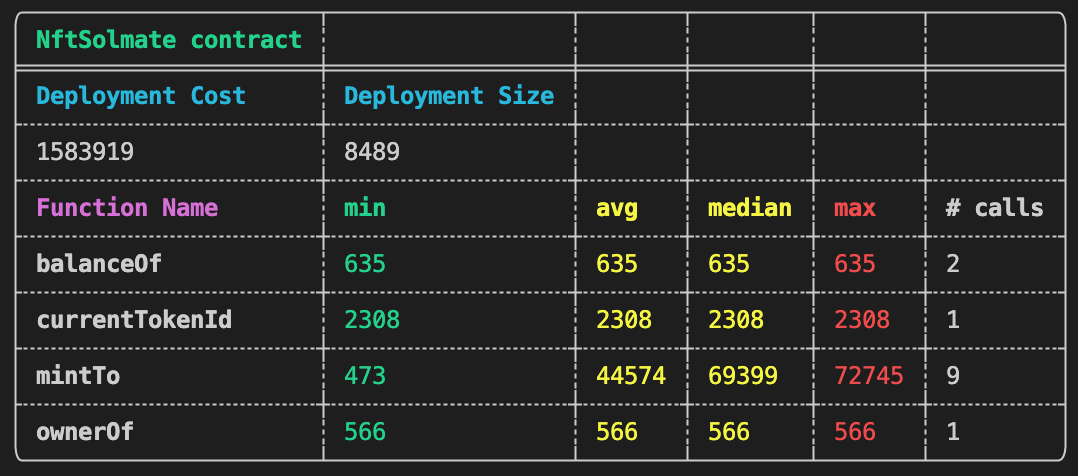 NftSolmate contract
Deployment Cost Deployment Size
1583919 8489
Function Name min avg median max # calls
balanceOf 635 635 635 635 2
currentTokenId 2308 2308 2308 2308 1
mintTo 473 44574 69399 72745 9
ownerOf 566 566 566 566 1